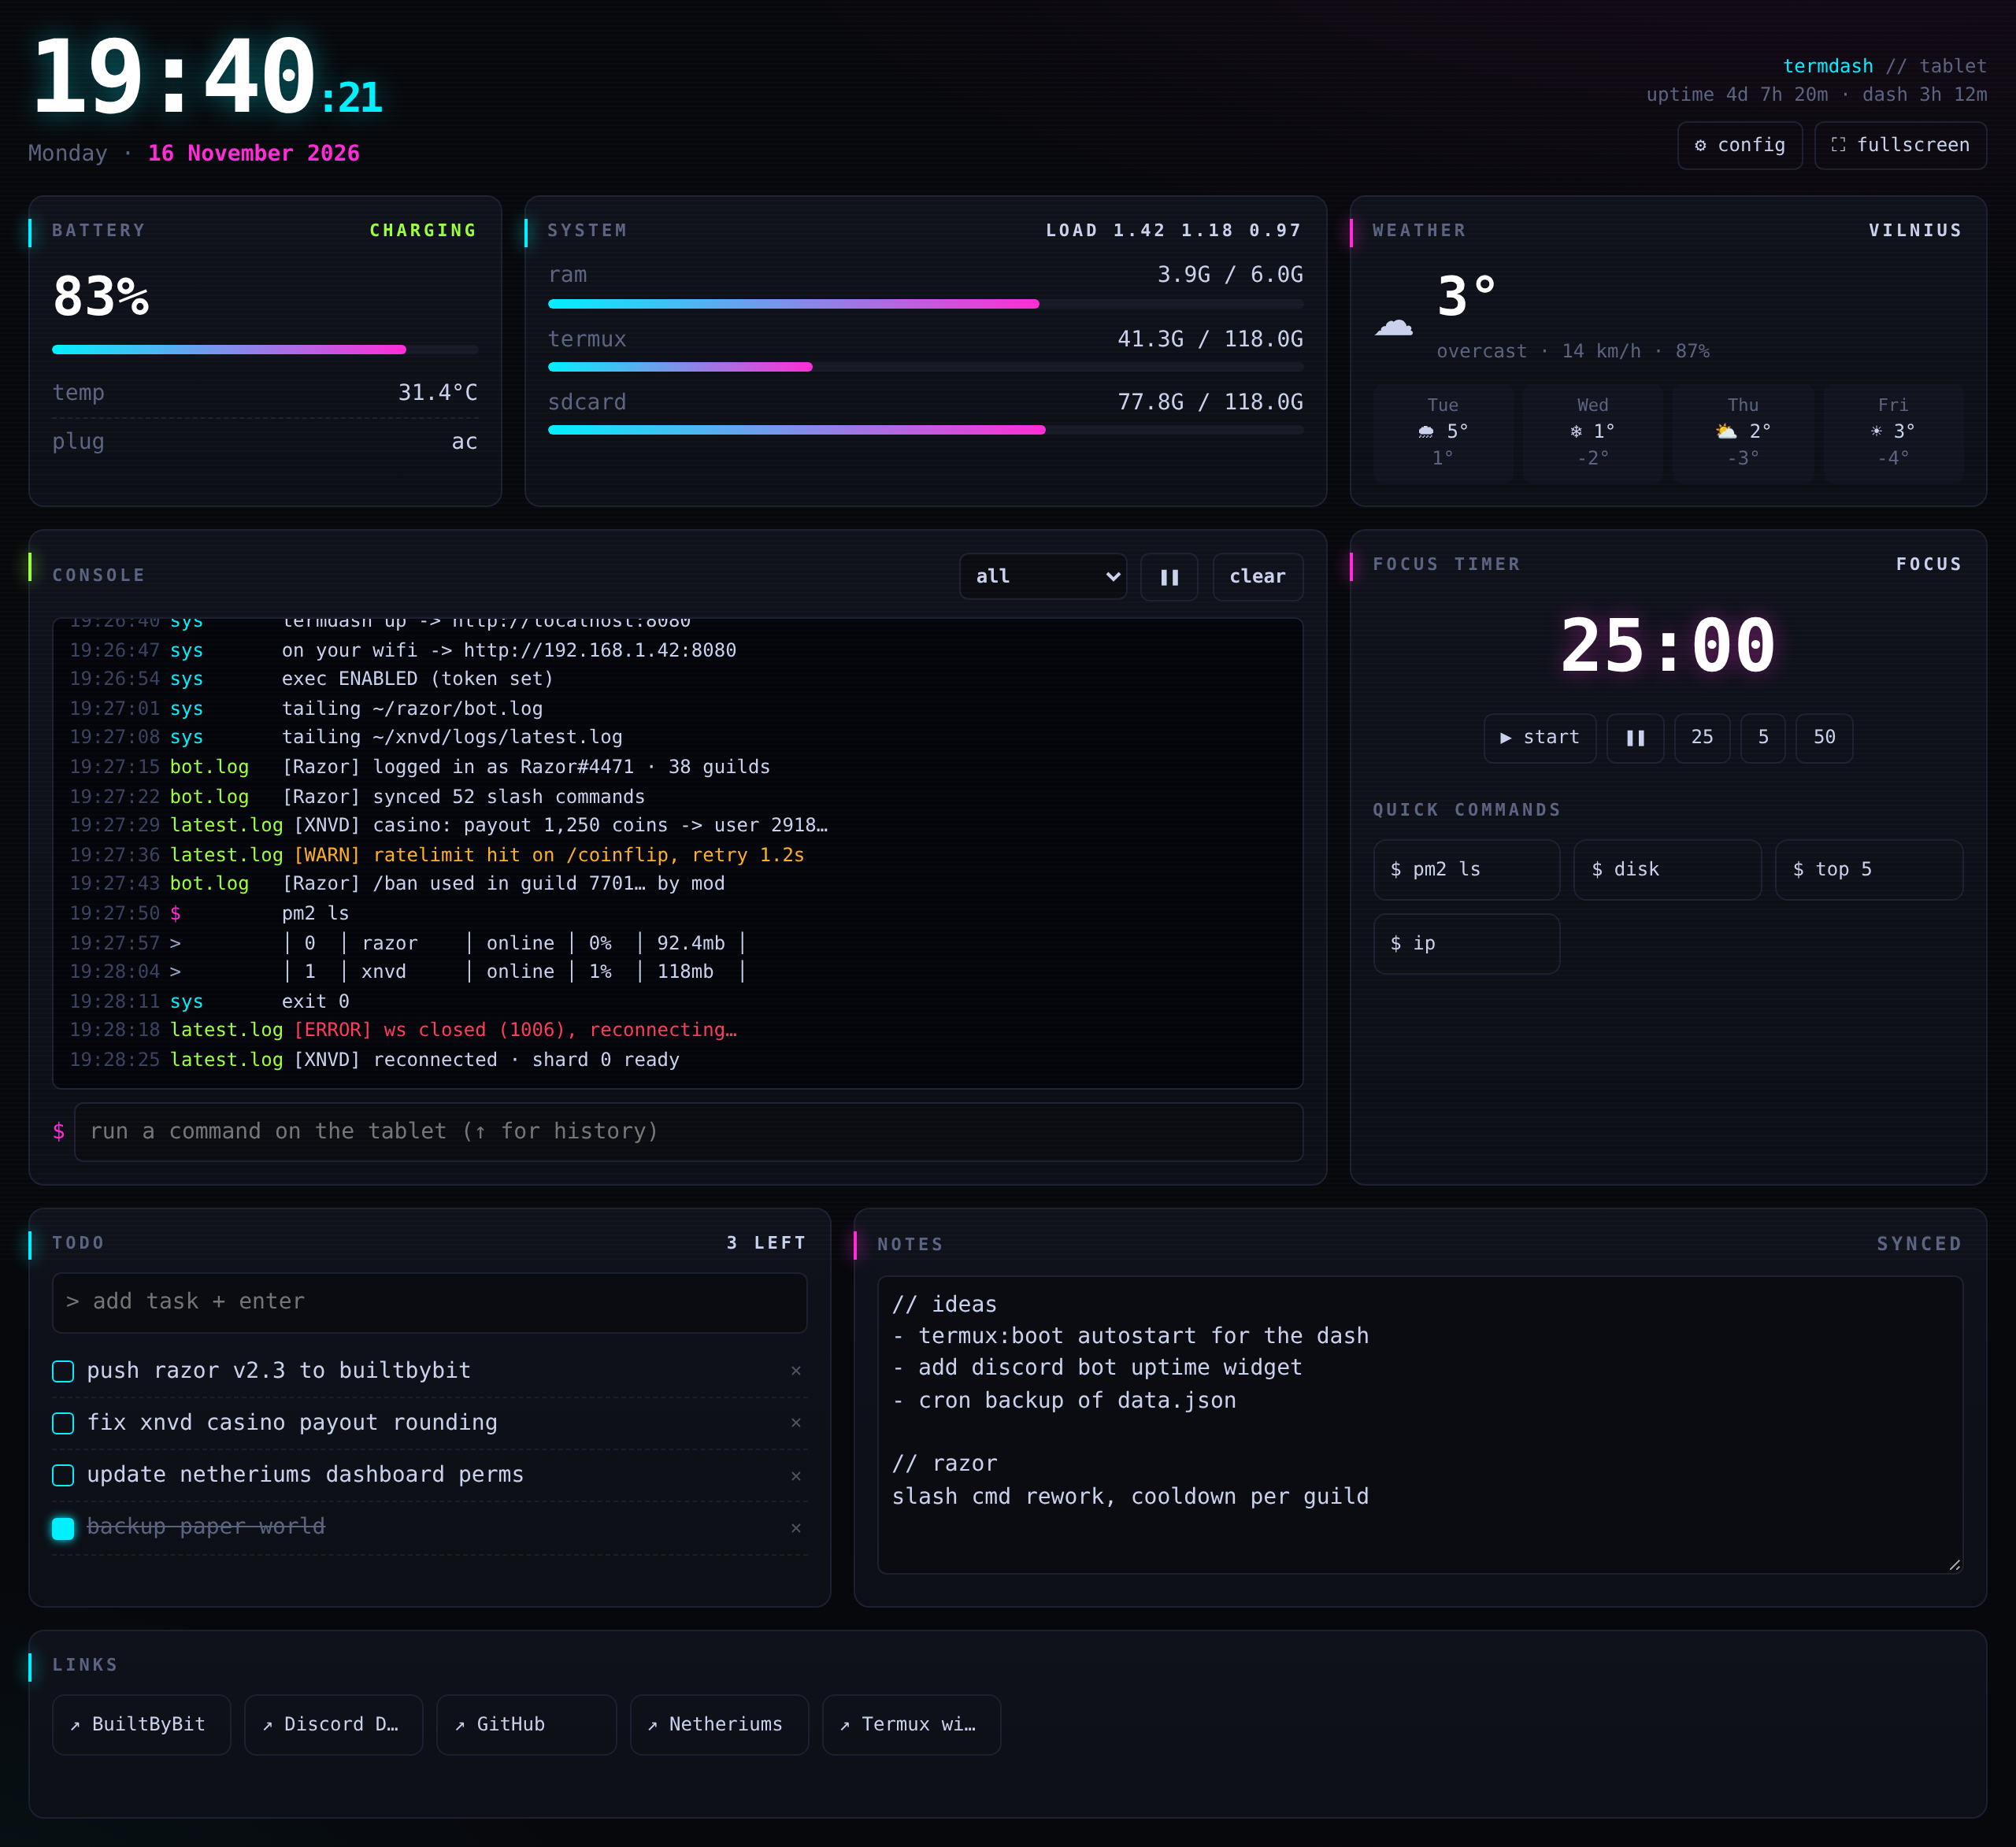 19:40:21
Monday · 16 November 2026
termdash // tablet
uptime 4d 7h 20m · dash 3h 12m
⚙ config
⛶ fullscreen
BATTERY CHARGING
83%
temp 31.4°C
plug ac
SYSTEM LOAD 1.42 1.18 0.97
ram 3.9G / 6.0G
termux 41.3G / 118.0G
sdcard 77.8G / 118.0G
WEATHER VILNIUS
3°
overcast · 14 km/h · 87%
Tue Wed Thu Fri
5° 1° 2° 3°
1° -2° -3° -4°
CONSOLE all clear
19:26:40 sys termdash up -> http://localhost:8080
19:26:47 sys on your wifi -> http://192.168.1.42:8080
19:26:54 sys exec ENABLED (token set)
19:27:01 sys tailing ~/razor/bot.log
19:27:08 sys tailing ~/xnvd/logs/latest.log
19:27:15 bot.log [Razor] logged in as Razor#4471 · 38 guilds
19:27:22 bot.log [Razor] synced 52 slash commands
19:27:29 latest.log [XNVD] casino: payout 1,250 coins -> user 2918…
19:27:36 latest.log [WARN] ratelimit hit on /coinflip, retry 1.2s
19:27:43 bot.log [Razor] /ban used in guild 7701… by mod
19:27:50 $ pm2 ls
19:27:57 > │ 0 │ razor │ online │ 0% │ 92.4mb │
19:28:04 > │ 1 │ xnvd │ online │ 1% │ 118mb │
19:28:11 sys exit 0
19:28:18 latest.log [ERROR] ws closed (1006), reconnecting…
19:28:25 latest.log [XNVD] reconnected · shard 0 ready
$ run a command on the tablet (↑ for history)
FOCUS TIMER FOCUS
25:00
▶ start 25 5 50
QUICK COMMANDS
$ pm2 ls
$ disk
$ top 5
$ ip
TODO 3 LEFT
> add task + enter
push razor v2.3 to builtbybit ×
fix xnvd casino payout rounding ×
update netheriums dashboard perms ×
backup paper world ×
NOTES SYNCED
// ideas
- termux:boot autostart for the dash
- add discord bot uptime widget
- cron backup of data.json
// razor
slash cmd rework, cooldown per guild
LINKS
↗ BuiltByBit
↗ Discord D…
↗ GitHub
↗ Netheriums
↗ Termux wi…